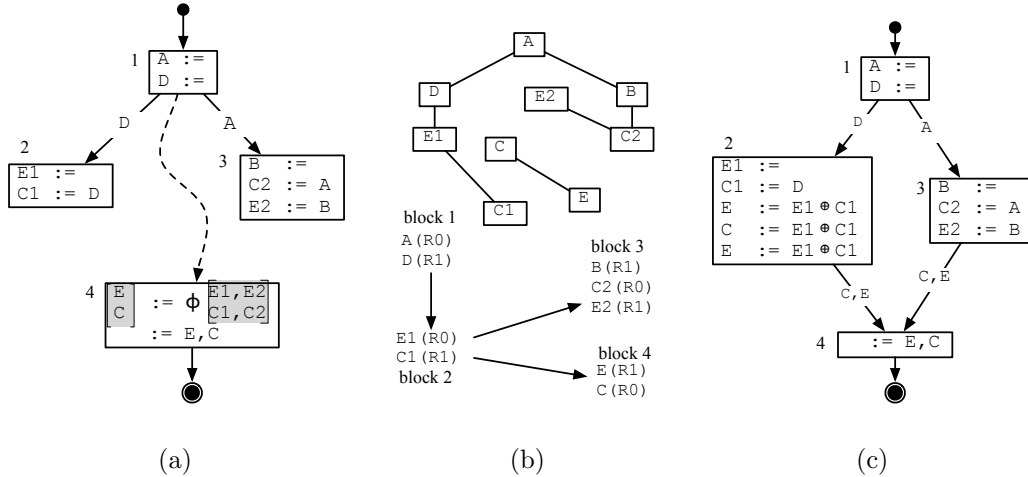 1
A :=
D :=
D
A
2
E1 :=
C1 := D
3
B :=
C2 := A
E2 := B
4
E := ϕ E1,E2
C C1,C2
:= E,C
(a)
A
D
B
E2
E1
C2
C
E
C1
block 1
A(R0)
D(R1)
E1(R0)
C1(R1)
block 2
block 3
B(R1)
C2(R0)
E2(R1)
block 4
E(R1)
C(R0)
(b)
1
A :=
D :=
D
A
2
E1 :=
C1 := D
E := E1 ⊕ C1
C := E1 ⊕ C1
E := E1 ⊕ C1
3
B :=
C2 := A
E2 := B
C,E
C,E
4
:= E,C
(c)